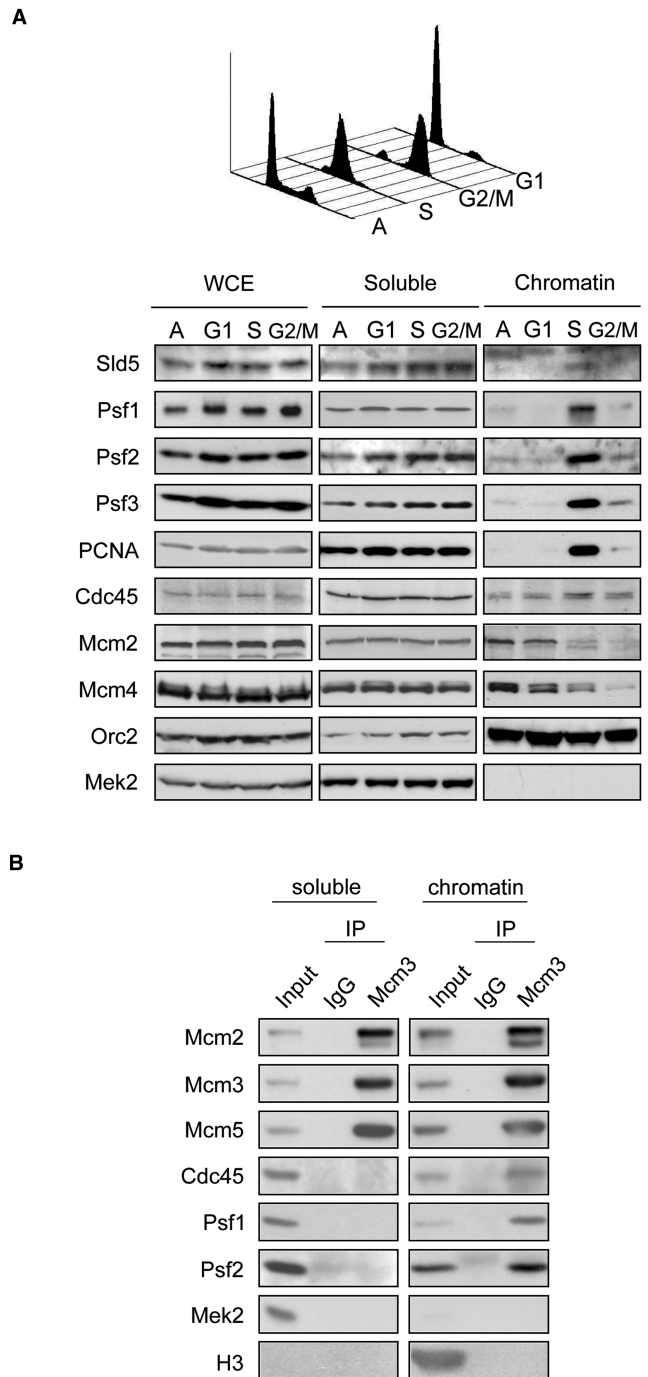 A
G1
G2/M
S
A
WCE Soluble Chromatin
A G1 S G2/M A G1 S G2/M A G1 S G2/M
Sld5
Psf1
Psf2
Psf3
PCNA
Cdc45
Mcm2
Mcm4
Orc2
Mek2
B
soluble chromatin
IP IP
Input IgG Mcm3 Input IgG Mcm3
Mcm2
Mcm3
Mcm5
Cdc45
Psf1
Psf2
Mek2
H3